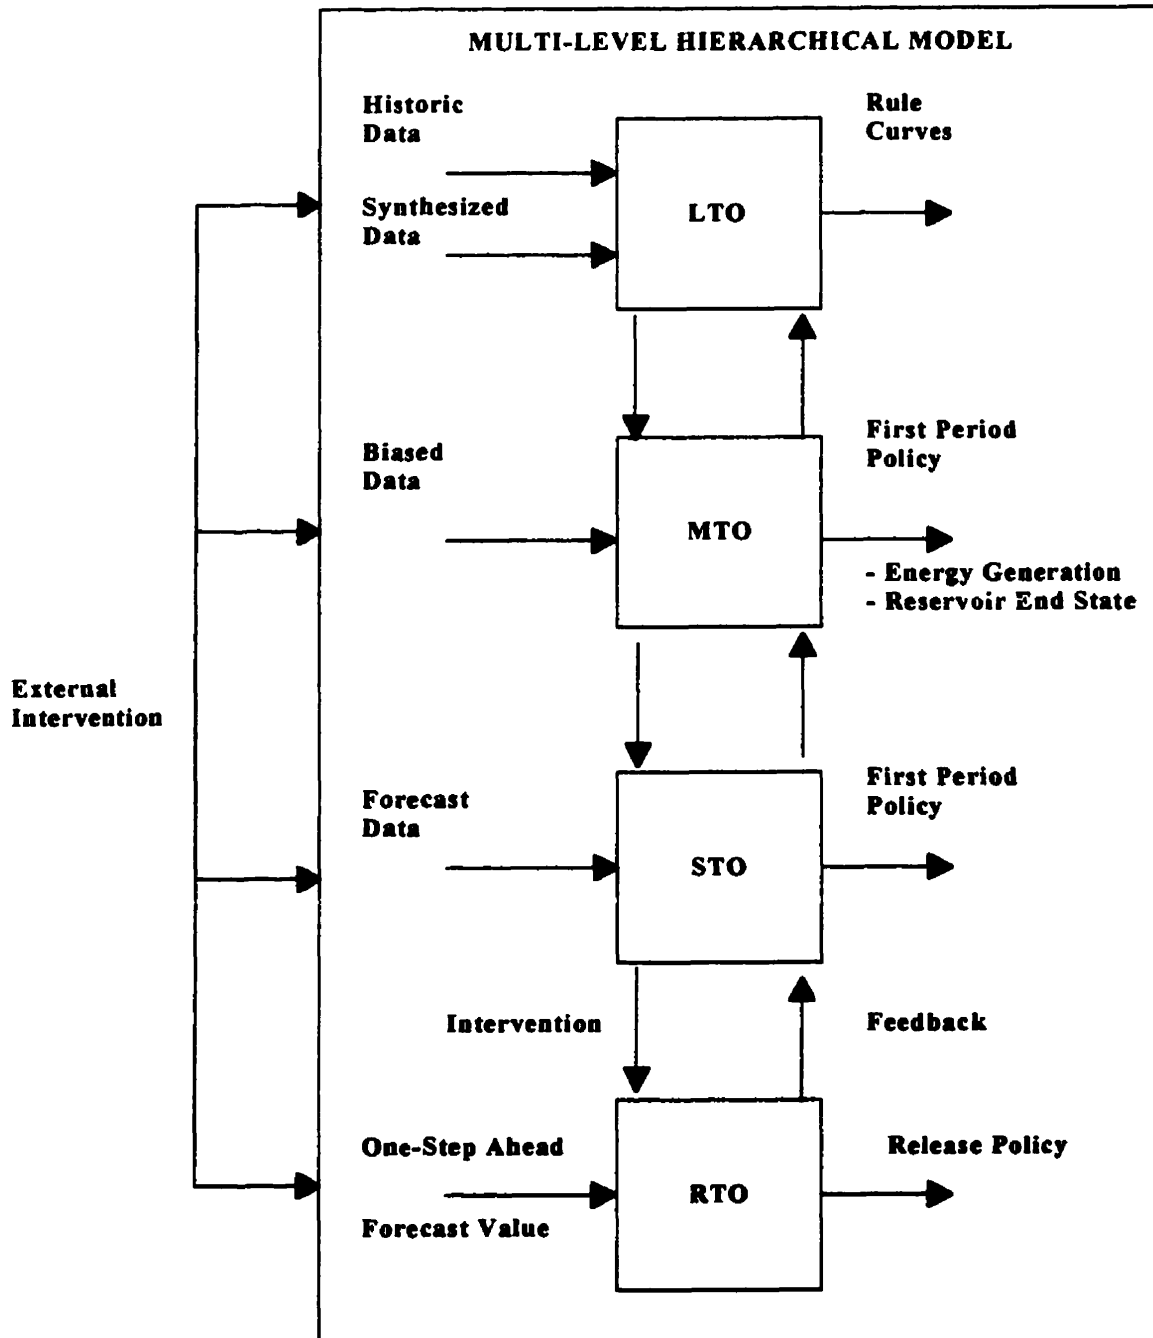 MULTI-LEVEL HIERARCHICAL MODEL
Historic
Data
Rule
Curves
Synthesized
Data
LTO
Biased
Data
First Period
Policy
MTO
- Energy Generation
- Reservoir End State
External
Intervention
Forecast
Data
First Period
Policy
STO
Intervention
Feedback
One-Step Ahead
Release Policy
RTO
Forecast Value